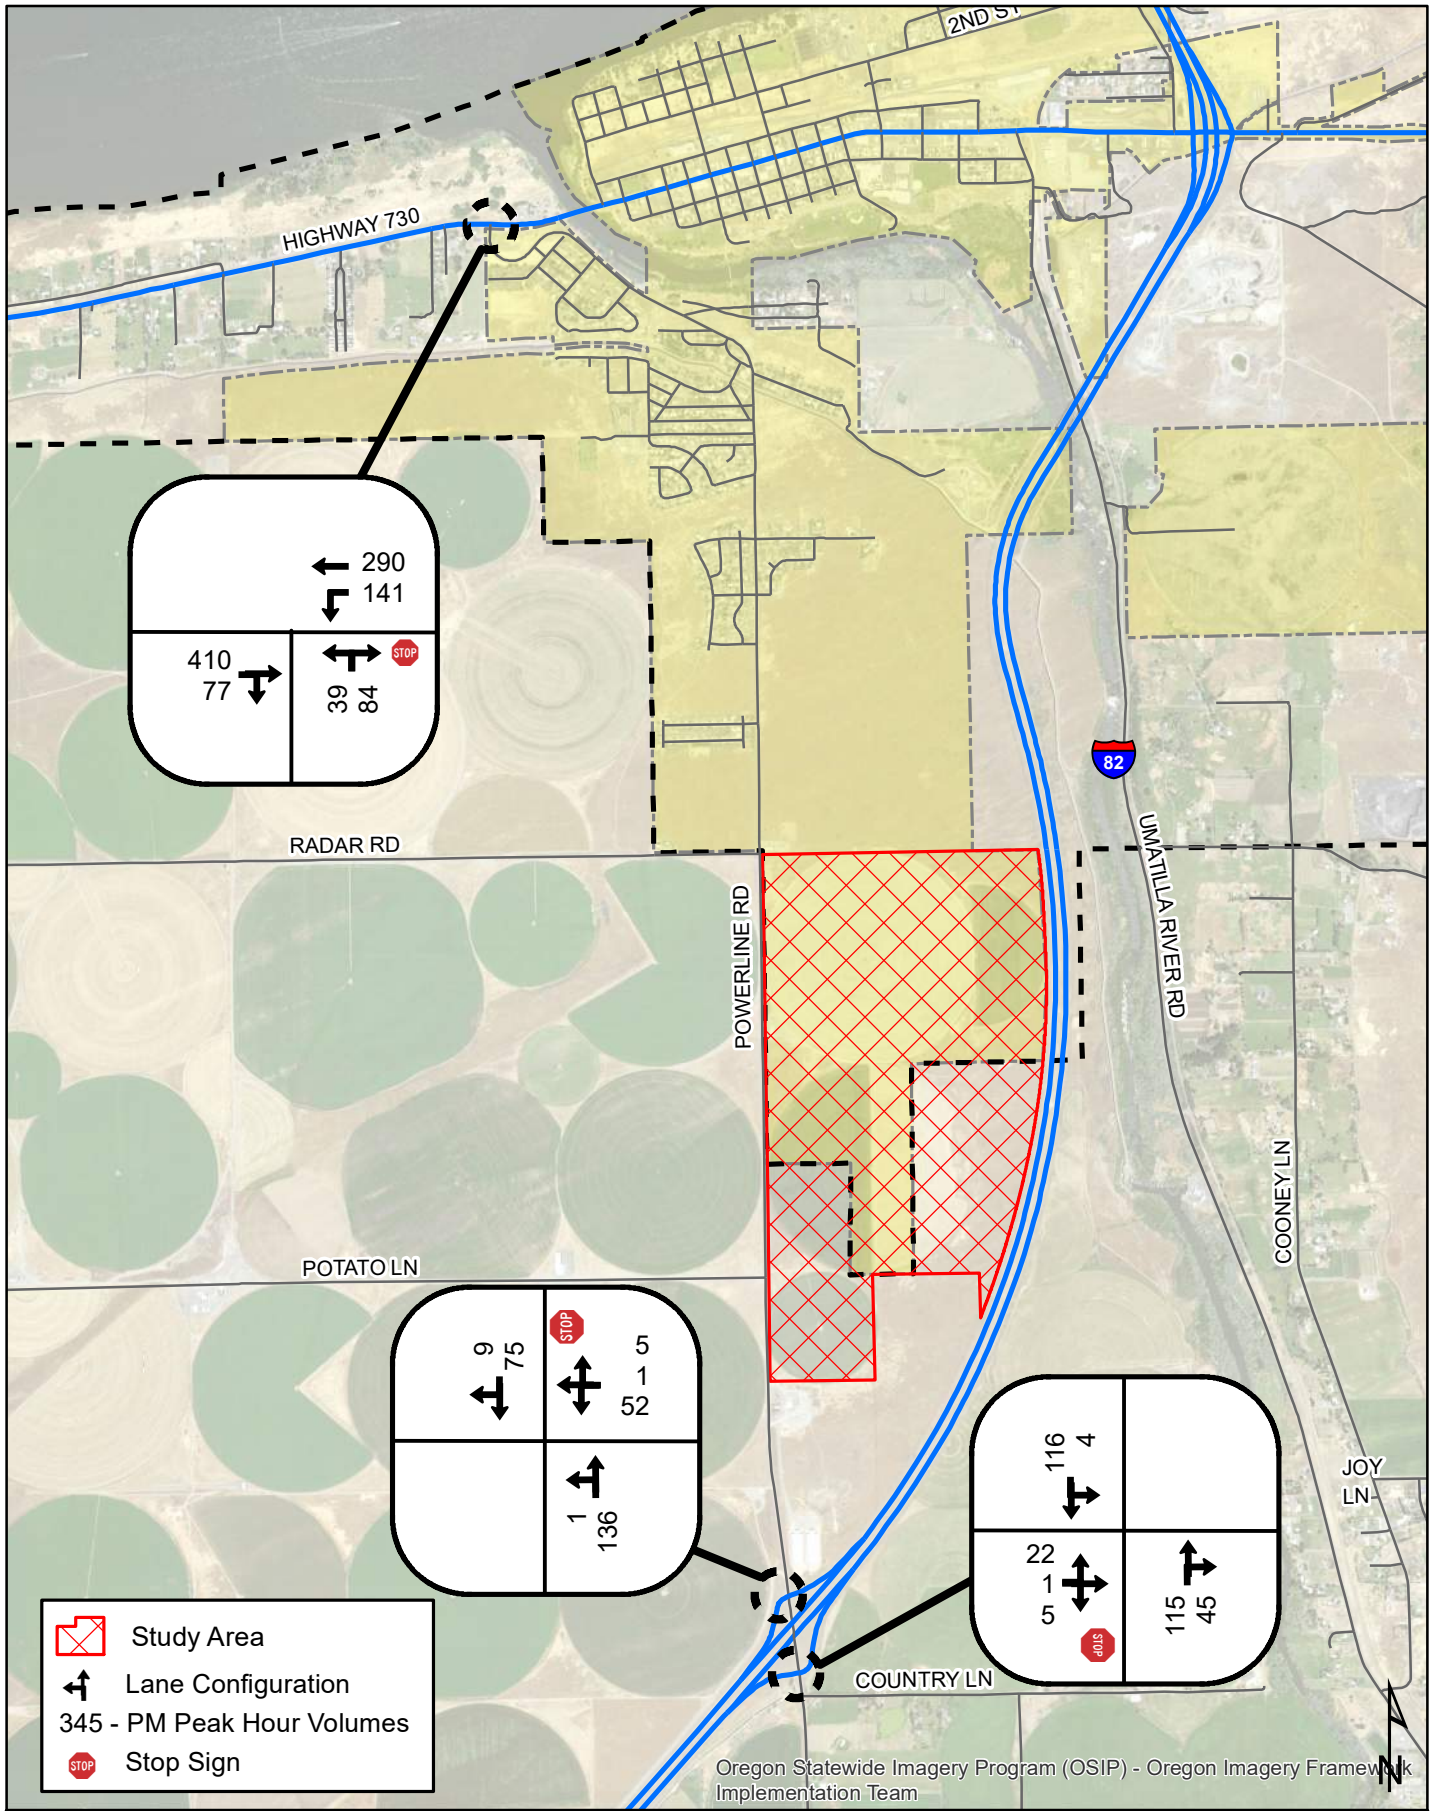 2ND ST
HIGHWAY 730
290
141
410
77
39
84
STOP
82
RADAR RD
POWERLINE RD
UMATILLA RIVER RD
COONEY LN
POTATO LN
9
75
STOP
5
1
52
1
136
116
4
22
1
5
STOP
115
45
JOY
LN
COUNTRY LN
Study Area
Lane Configuration
345 - PM Peak Hour Volumes
STOP
Stop Sign
N
Oregon Statewide Imagery Program (OSIP) - Oregon Imagery Framework
Implementation Team